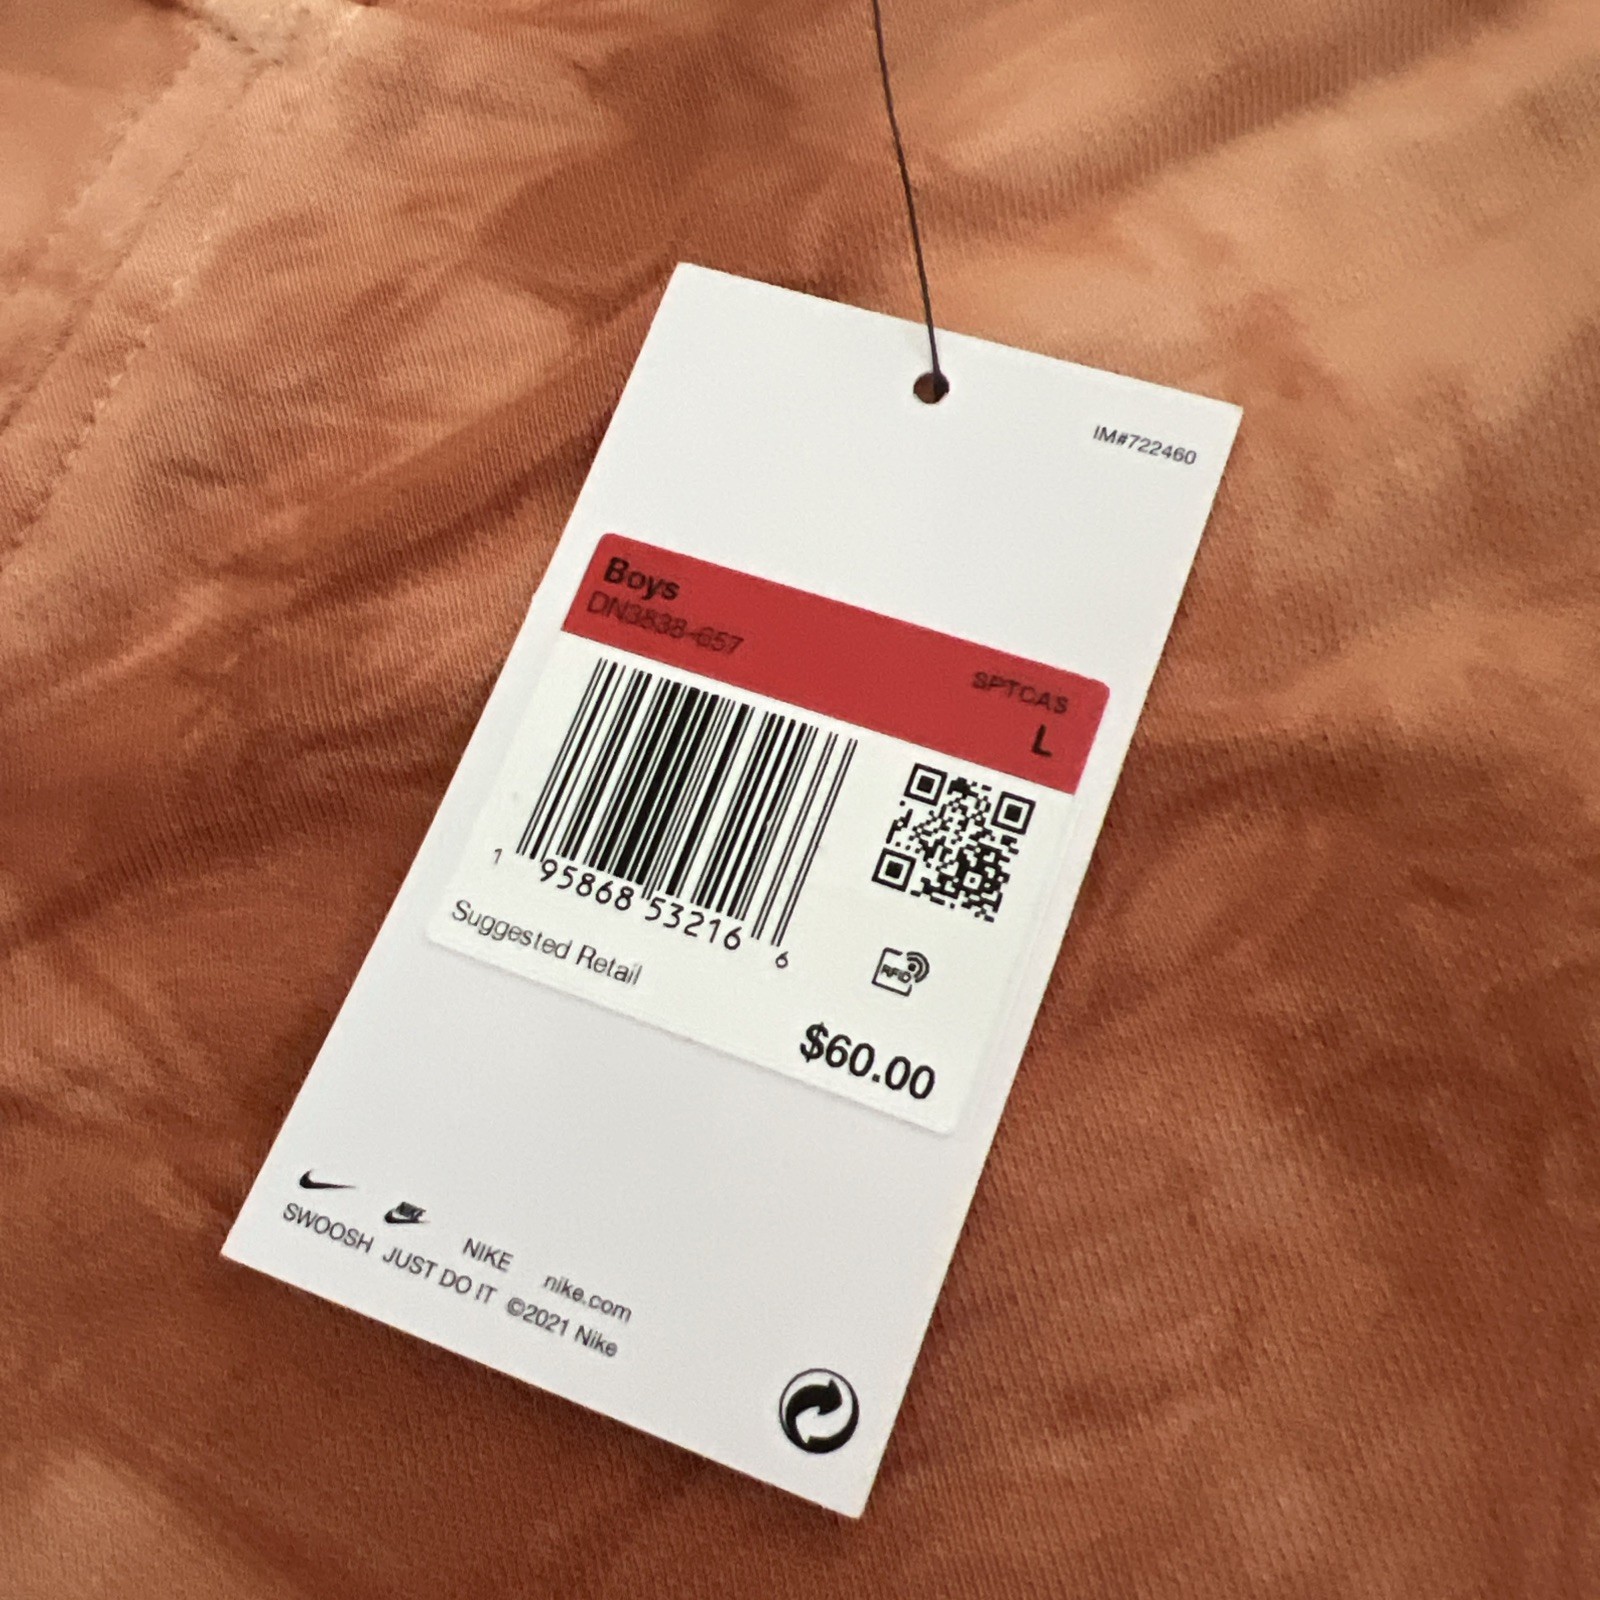 IM#722460
Boys
DN3838-657
SPTCAS
L
1 95868 53216 6
RFID
Suggested Retail
$60.00
NIKE
NIKE nike.com
SWOOSH JUST DO IT ©2021 Nike